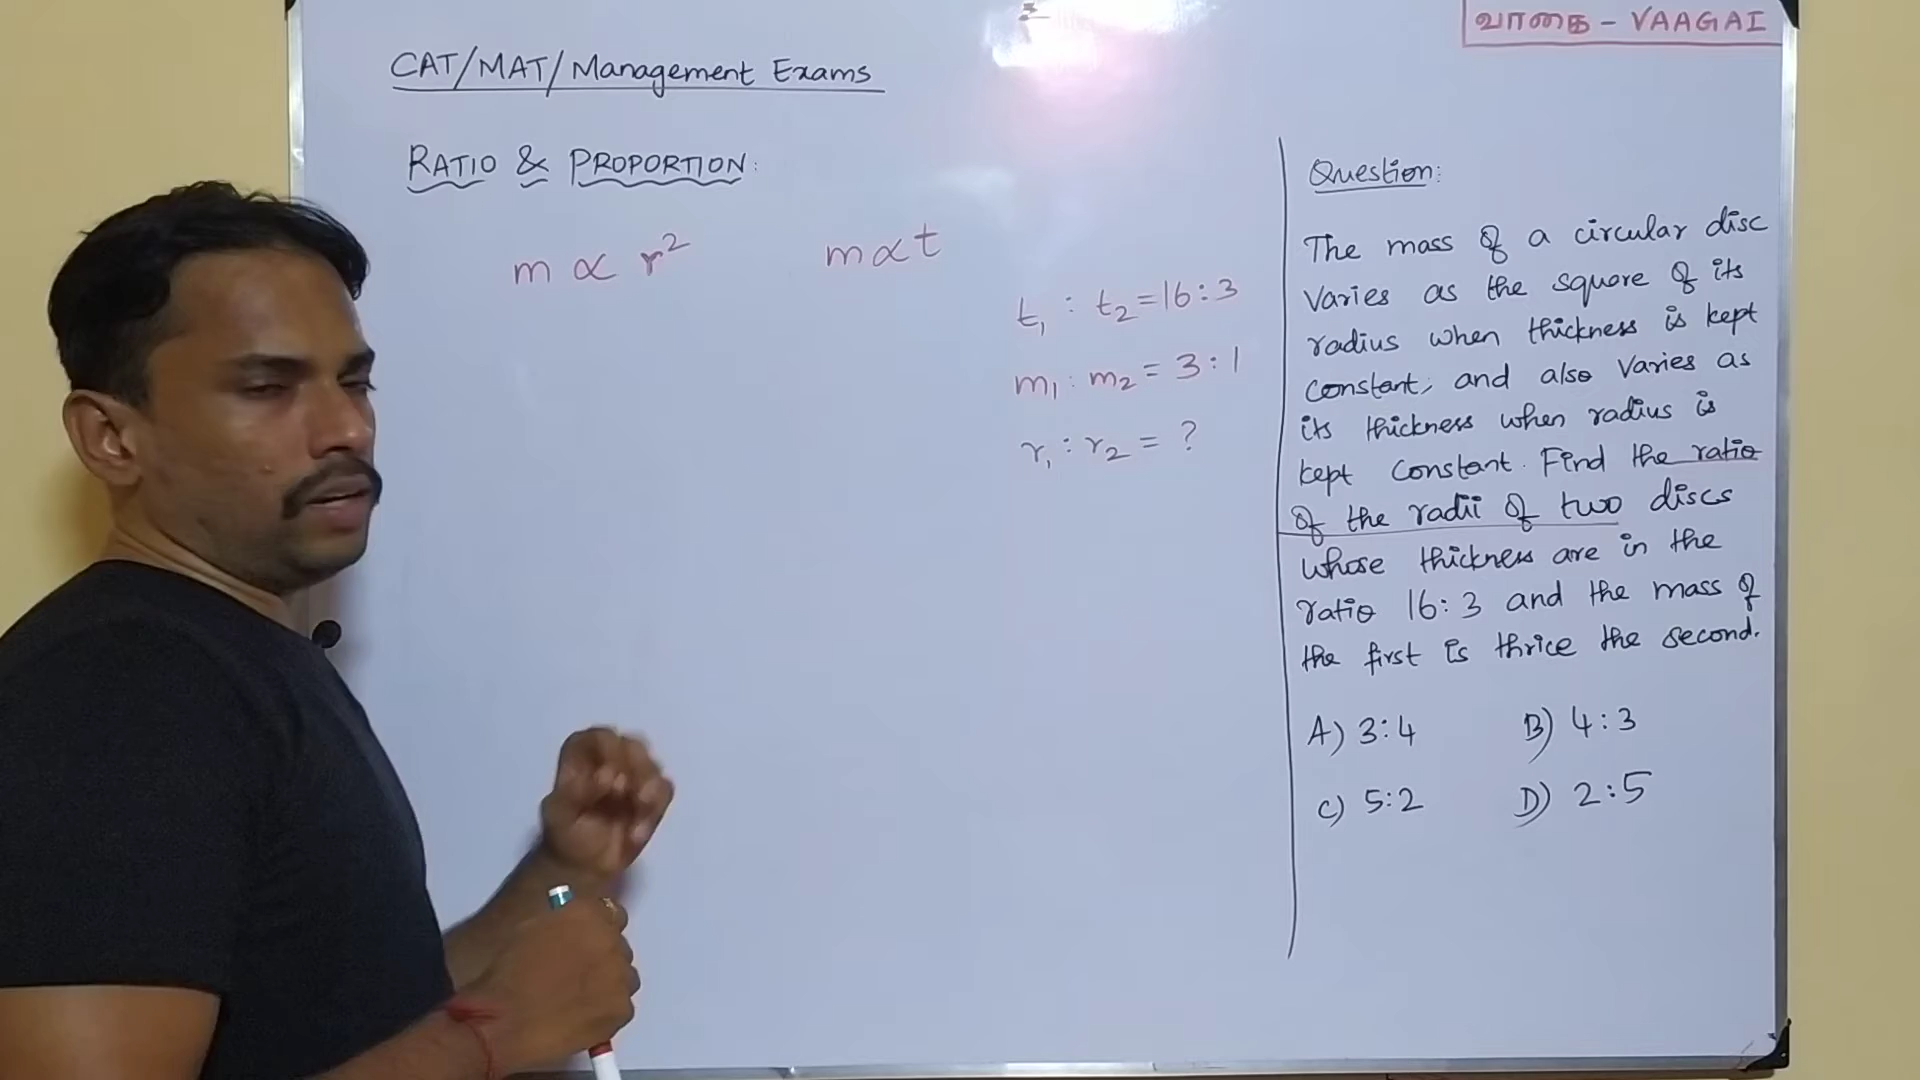 வாகை - VAAGAI
CAT/MAT/Management Exams
RATIO & PROPORTION:
m ∝ r² m ∝ t
t₁ : t₂ = 16:3
m₁ : m₂ = 3:1
r₁ : r₂ = ?
Question:
The mass of a circular disc
varies as the square of its
radius when thickness is kept
constant, and also varies as
its thickness when radius is
kept constant. Find the ratio
of the radii of two discs
whose thickness are in the
ratio 16:3 and the mass of
the first is thrice the second.
A) 3:4 B) 4:3
C) 5:2 D) 2:5